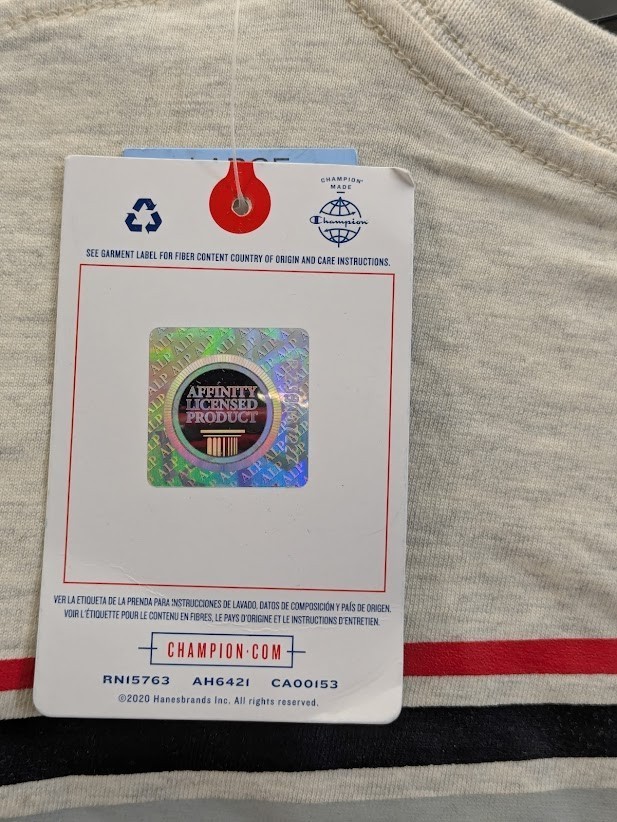 LARGE
CHAMPION®
MADE
Champion
SEE GARMENT LABEL FOR FIBER CONTENT COUNTRY OF ORIGIN AND CARE INSTRUCTIONS.
AFFINITY
LICENSED
PRODUCT
ALP
VER LA ETIQUETA DE LA PRENDA PARA INSTRUCCIONES DE LAVADO, DATOS DE COMPOSICIÓN Y PAÍS DE ORIGEN.
VOIR L'ÉTIQUETTE POUR LE CONTENU EN FIBRES, LE PAYS D'ORIGINE ET LE INSTRUCTIONS D'ENTRETIEN.
CHAMPION·COM
RN15763 AH6421 CA00153
©2020 Hanesbrands Inc. All rights reserved.